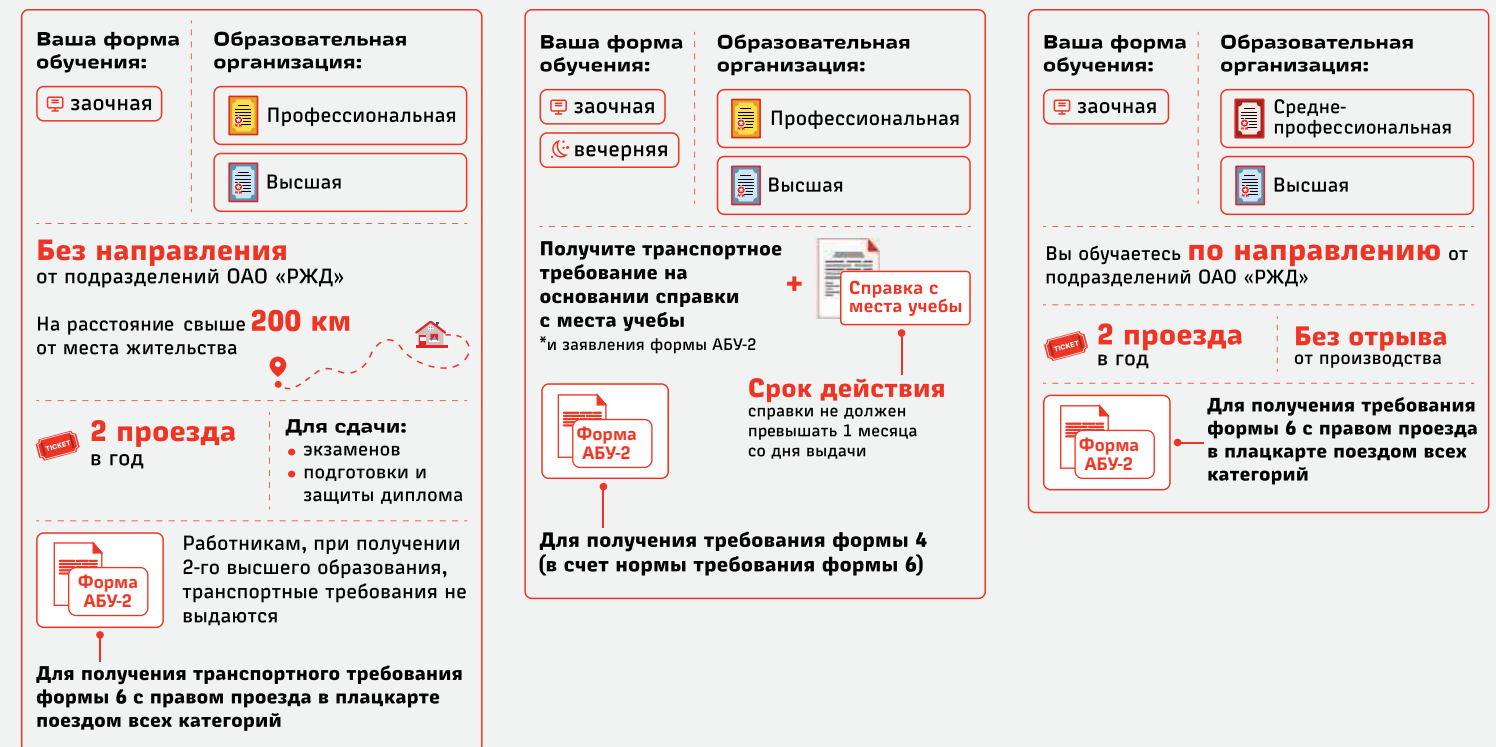 Ваша форма
обучения:
заочная
Образовательная
организация:
Профессиональная
Высшая
Без направления
от подразделений ОАО «РЖД»
На расстояние свыше 200 км
от места жительства
TICKET
2 проезда
в год
Для сдачи:
экзаменов
подготовки и
защиты диплома
Форма
АБУ-2
Работникам, при получении
2-го высшего образования,
транспортные требования не
выдаются
Для получения транспортного требования
формы 6 с правом проезда в плацкарте
поездом всех категорий
Ваша форма
обучения:
заочная
вечерняя
Образовательная
организация:
Профессиональная
Высшая
Получите транспортное
требование на
основании справки
с места учебы
*и заявления формы АБУ-2
+
Справка с
места учебы
Срок действия
справки не должен
превышать 1 месяца
со дня выдачи
Форма
АБУ-2
Для получения требования формы 4
(в счет нормы требования формы 6)
Ваша форма
обучения:
заочная
Образовательная
организация:
Средне-
профессиональная
Высшая
Вы обучаетесь по направлению от
подразделений ОАО «РЖД»
TICKET
2 проезда
в год
Без отрыва
от производства
Форма
АБУ-2
Для получения требования
формы 6 с правом проезда
в плацкарте поездом всех
категорий